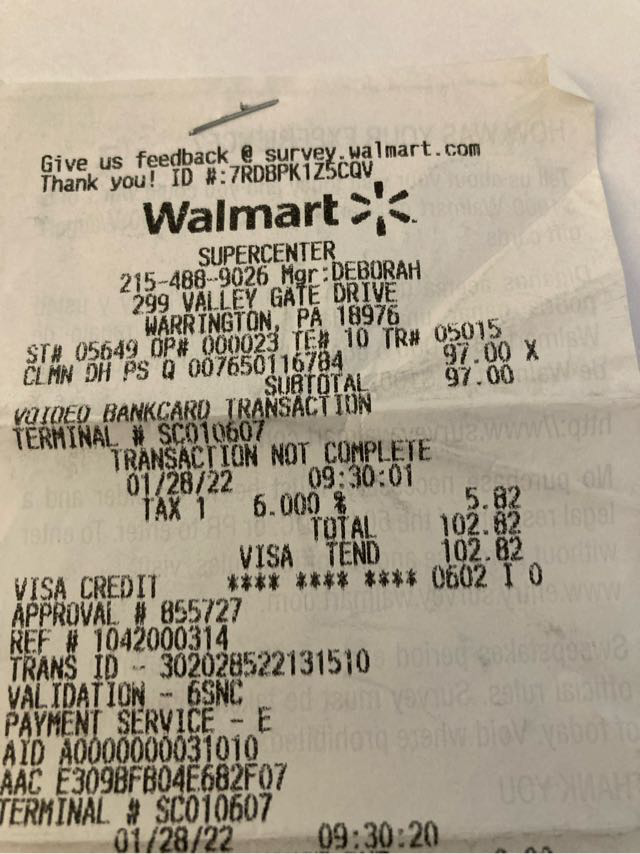 Give us feedback @ survey.walmart.com
Thank you! ID #:7RDBPK1Z5CQV
Walmart
SUPERCENTER
215-488-9026 Mgr:DEBORAH
299 VALLEY GATE DRIVE
WARRINGTON, PA 18976
ST# 05649 OP# 000023 TE# 10 TR# 05015
CLMN DH PS Q 007650116784 97.00 X
SUBTOTAL 97.00
VOIDED BANKCARD TRANSACTION
TERMINAL # SC010607
TRANSACTION NOT COMPLETE
01/28/22 09:30:01
TAX 1 6.000 % 5.82
TOTAL 102.82
VISA TEND 102.82
VISA CREDIT **** **** **** 0602 I 0
APPROVAL # 855727
REF # 1042000314
TRANS ID - 302028522131510
VALIDATION - 6SNC
PAYMENT SERVICE - E
AID A0000000031010
AAC E309BFB04E682F07
TERMINAL # SC010607
01/28/22 09:30:20